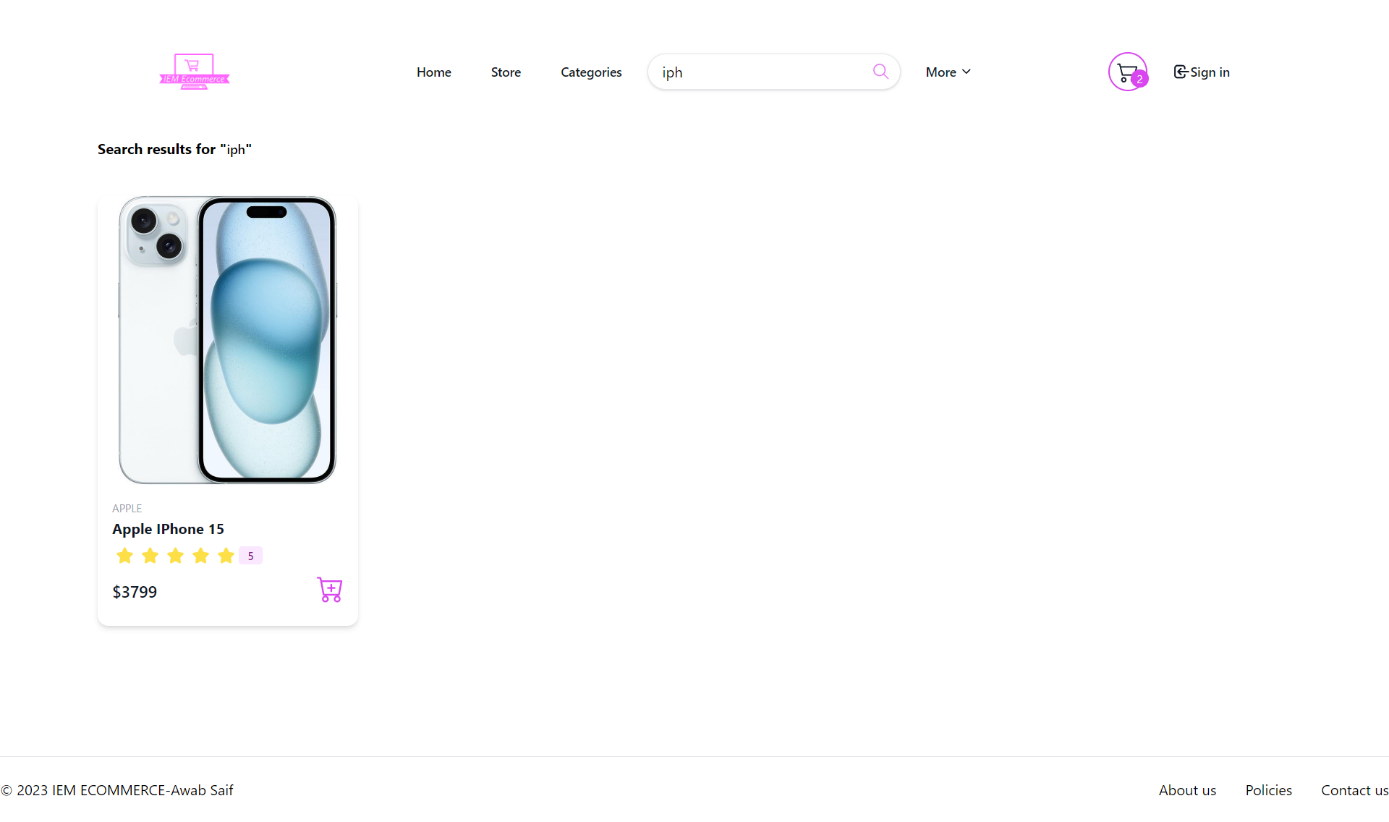 IEM Ecommerce
Home
Store
Categories
iph
More
2
Sign in
Search results for "iph"
APPLE
Apple IPhone 15
5
$3799
© 2023 IEM ECOMMERCE-Awab Saif
About us
Policies
Contact us